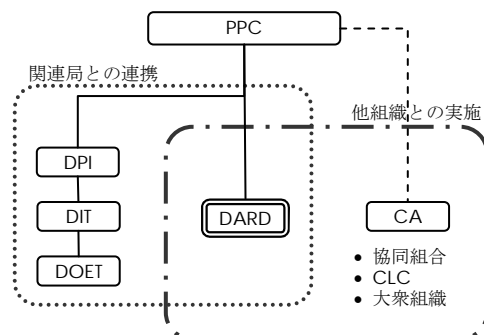 PPC
関連局との連携
他組織との実施
DPI
DIT
DARD
CA
DOET
• 協同組合
• CLC
• 大衆組織